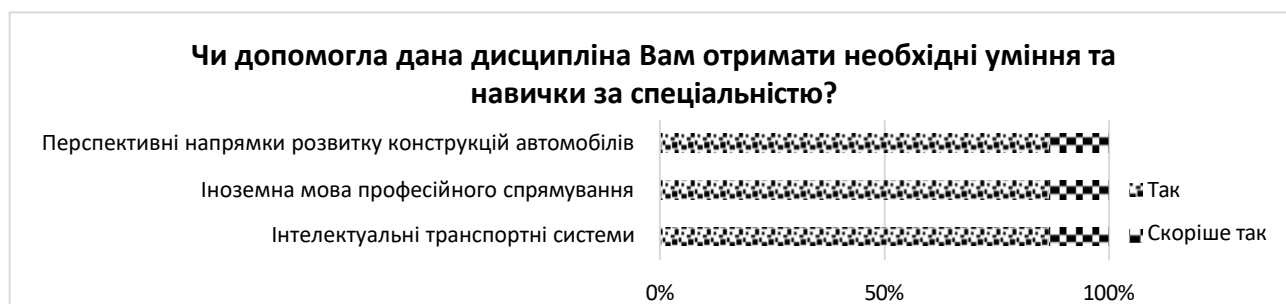 Чи допомогла дана дисципліна Вам отримати необхідні уміння та
навички за спеціальністю?
Перспективні напрямки розвитку конструкцій автомобілів
Іноземна мова професійного спрямування
Інтелектуальні транспортні системи
Так
Скоріше так
0%
50%
100%